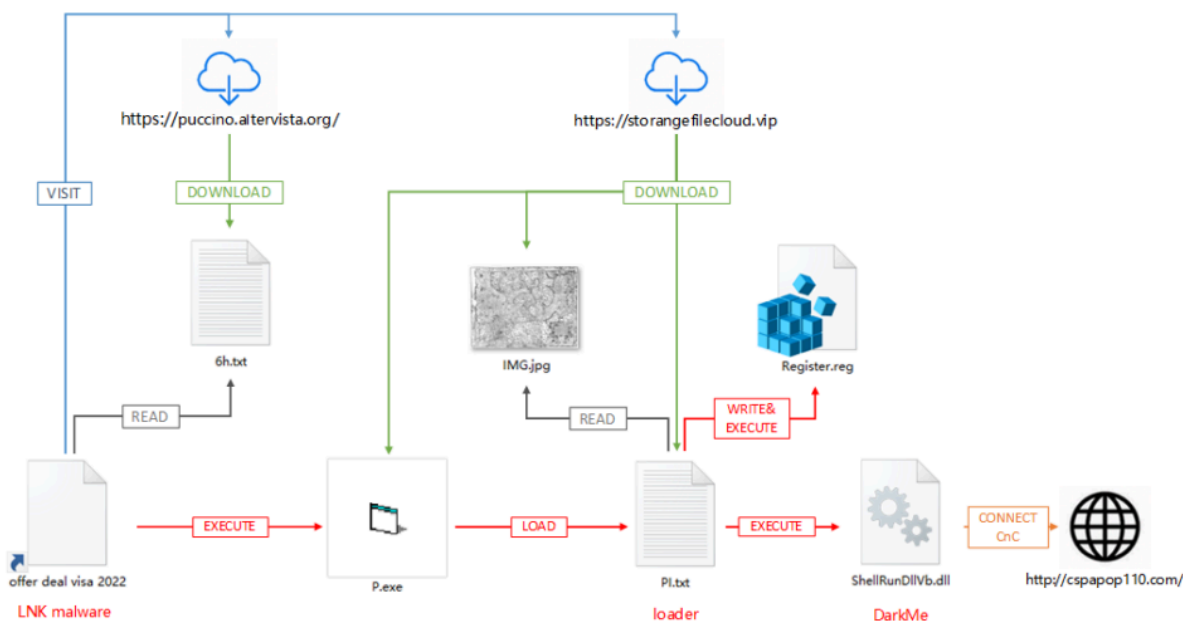 https://puccino.altervista.org/
https://storangefilecloud.vip
VISIT
DOWNLOAD
DOWNLOAD
6h.txt
IMG.jpg
Register.reg
READ
READ
WRITE&
EXECUTE
EXECUTE
LOAD
EXECUTE
CONNECT
CnC
offer deal visa 2022
P.exe
PI.txt
ShellRunDllVb.dll
http://cspapop110.com/
LNK malware
loader
DarkMe